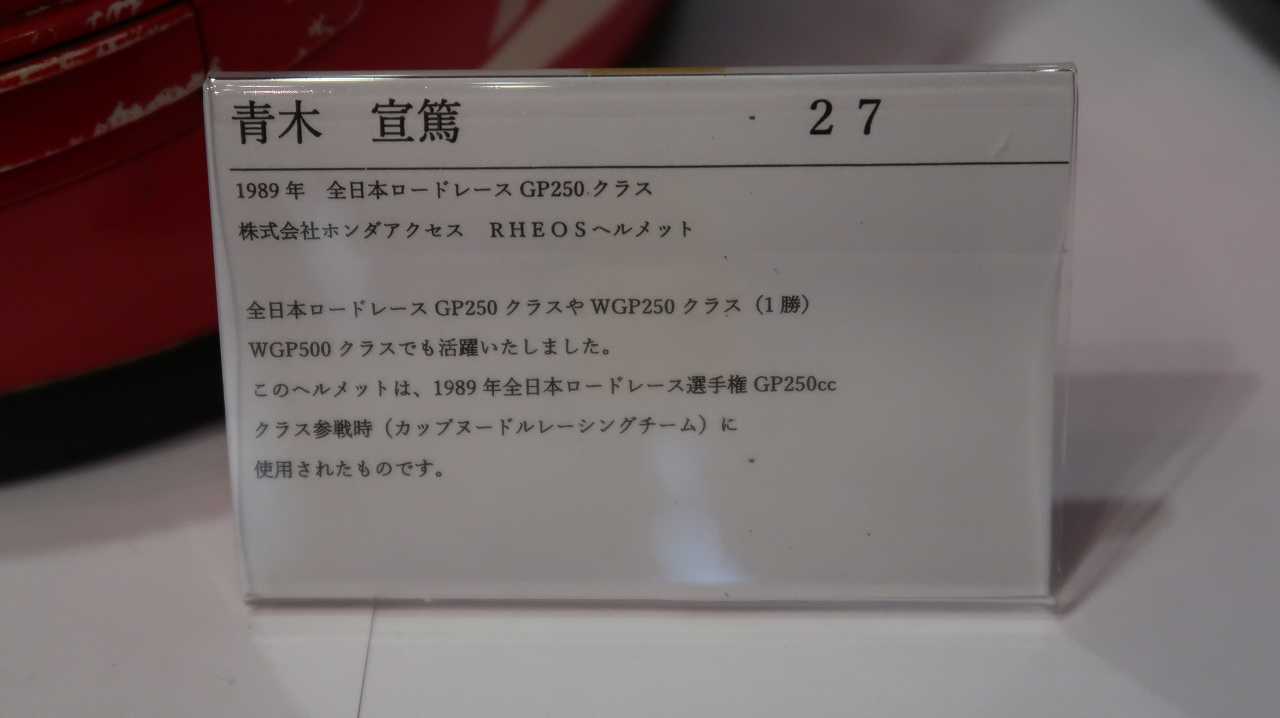 青木　宣篤　２７
1989 年　全日本ロードレース GP250 クラス
株式会社ホンダアクセス　ＲＨＥＯＳヘルメット
全日本ロードレース GP250 クラスや WGP250 クラス（1 勝）
WGP500 クラスでも活躍いたしました。
このヘルメットは、1989 年全日本ロードレース選手権 GP250cc
クラス参戦時（カップヌードルレーシングチーム）に
使用されたものです。